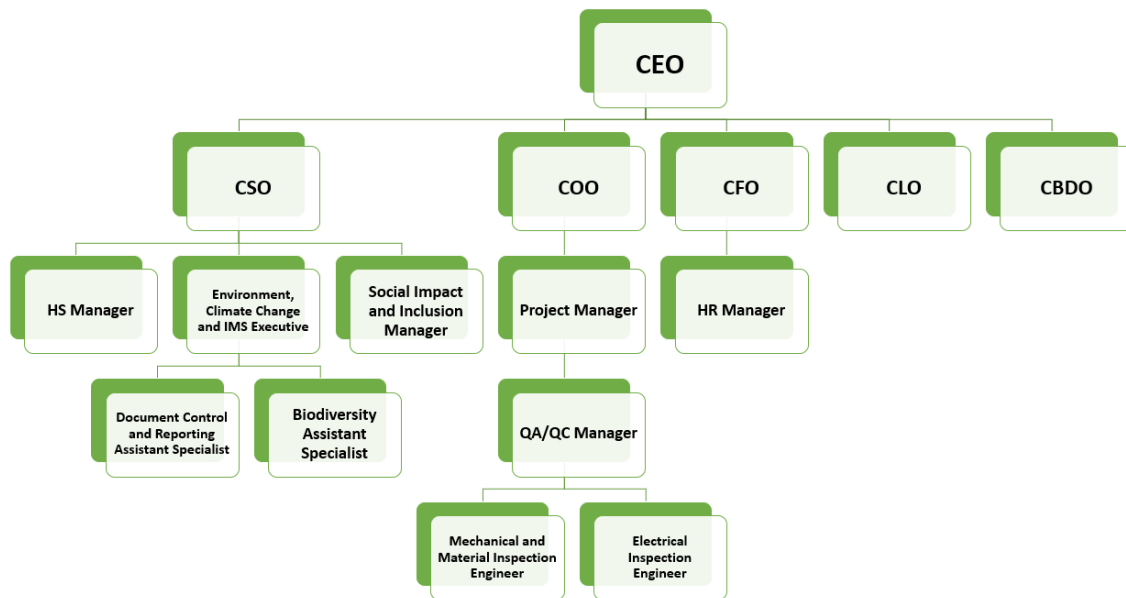 CEO
CSO
COO
CFO
CLO
CBDO
HS Manager
Environment,
Climate Change
and IMS Executive
Social Impact
and Inclusion
Manager
Project Manager
HR Manager
Document Control
and Reporting
Assistant Specialist
Biodiversity
Assistant
Specialist
QA/QC Manager
Mechanical and
Material Inspection
Engineer
Electrical
Inspection
Engineer